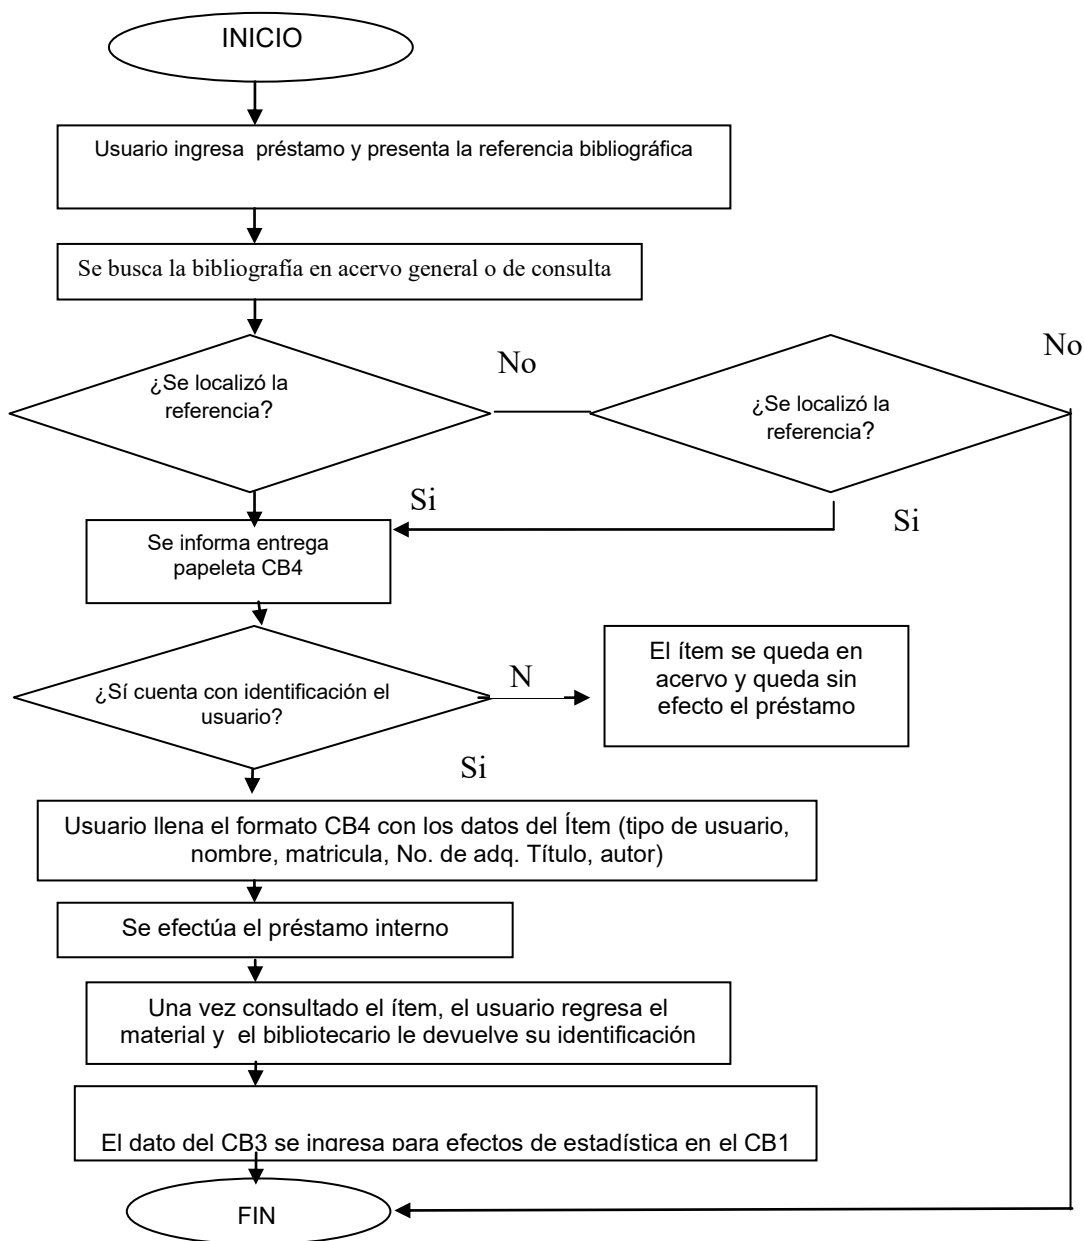 INICIO
Usuario ingresa  préstamo y presenta la referencia bibliográfica
Se busca la bibliografía en acervo general o de consulta
¿Se localizó la
referencia?
No
¿Se localizó la
referencia?
No
Si
Si
Se informa entrega
papeleta CB4
¿Sí cuenta con identificación el
usuario?
N
El ítem se queda en
acervo y queda sin
efecto el préstamo
Si
Usuario llena el formato CB4 con los datos del Ítem (tipo de usuario,
nombre, matricula, No. de adq. Título, autor)
Se efectúa el préstamo interno
Una vez consultado el ítem, el usuario regresa el
material y  el bibliotecario le devuelve su identificación
El dato del CB3 se ingresa para efectos de estadística en el CB1
FIN